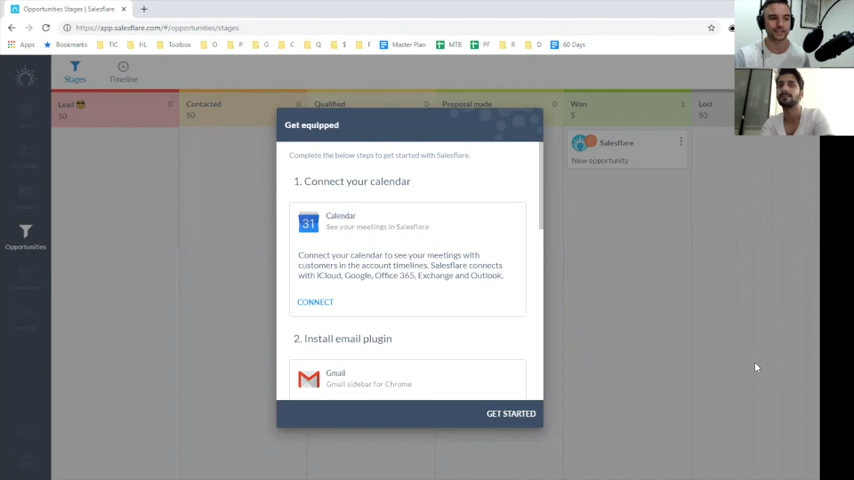 Opportunities Stages | Salesflare
https://app.salesflare.com/#/opportunities/stages
Apps Bookmarks TIC HL Toolbox O P G C Q $ F Master Plan MTB PF R D 60 Days
Stages Timeline
Lead 0 Contacted Qualified 0 Proposal made 0 Won 1 Lost
$0 $0 $ $0
Get equipped
Complete the below steps to get started with Salesflare.
1. Connect your calendar
Calendar
31
See your meetings in Salesflare
Connect your calendar to see your meetings with
customers in the account timelines. Salesflare connects
with iCloud, Google, Office 365, Exchange and Outlook.
CONNECT
2. Install email plugin
Gmail
Gmail sidebar for Chrome
GET STARTED
Salesflare
New opportunity
Opportunities